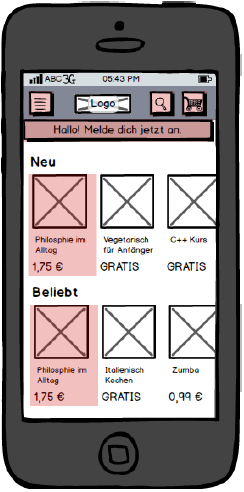 ABC 3G 05:43 PM
Logo
Hallo! Melde dich jetzt an.
Neu
Philosphie im Alltag
Vegetarisch für Anfänger
C++ Kurs
1,75 € GRATIS GRATIS
Beliebt
Philosphie im Alltag
Italienisch Kochen
Zumba
1,75 € GRATIS 0,99 €